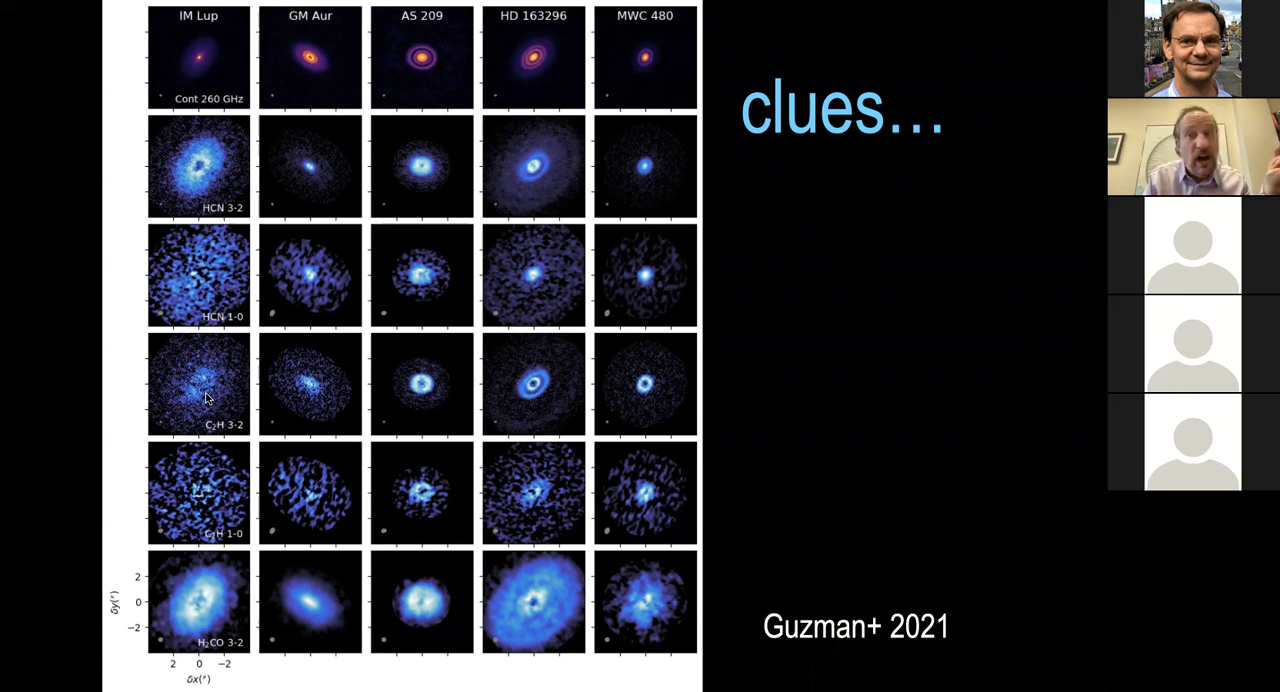 IM Lup
GM Aur
AS 209
HD 163296
MWC 480
Cont 260 GHz
HCN 3-2
HCN 1-0
C₂H 3-2
C₂H 1-0
H₂CO 3-2
2
0
−2
δy(")
2 0 −2
δx(")
clues...
Guzman+ 2021